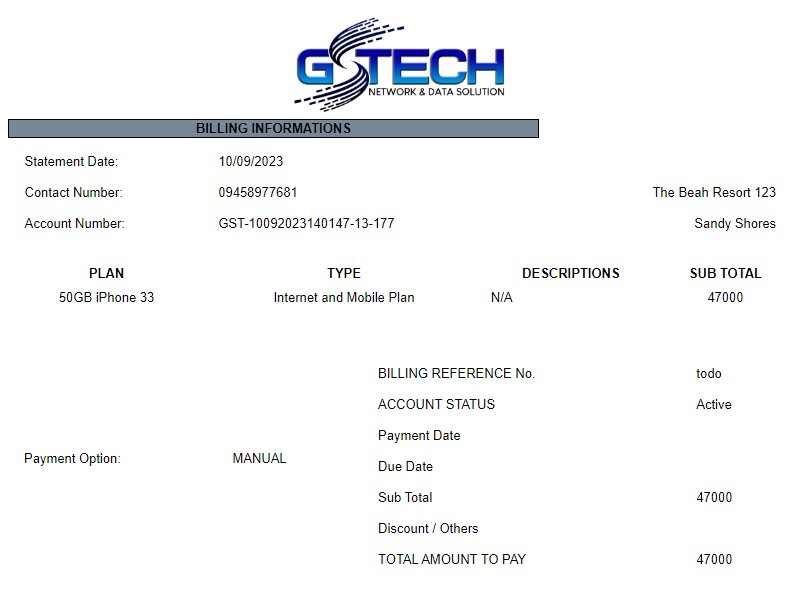 GSTECH
NETWORK & DATA SOLUTION
BILLING INFORMATIONS
Statement Date: 10/09/2023
Contact Number: 09458977681 The Beah Resort 123
Account Number: GST-10092023140147-13-177 Sandy Shores
PLAN TYPE DESCRIPTIONS SUB TOTAL
50GB iPhone 33 Internet and Mobile Plan N/A 47000
BILLING REFERENCE No. todo
ACCOUNT STATUS Active
Payment Date
Payment Option: MANUAL
Due Date
Sub Total 47000
Discount / Others
TOTAL AMOUNT TO PAY 47000